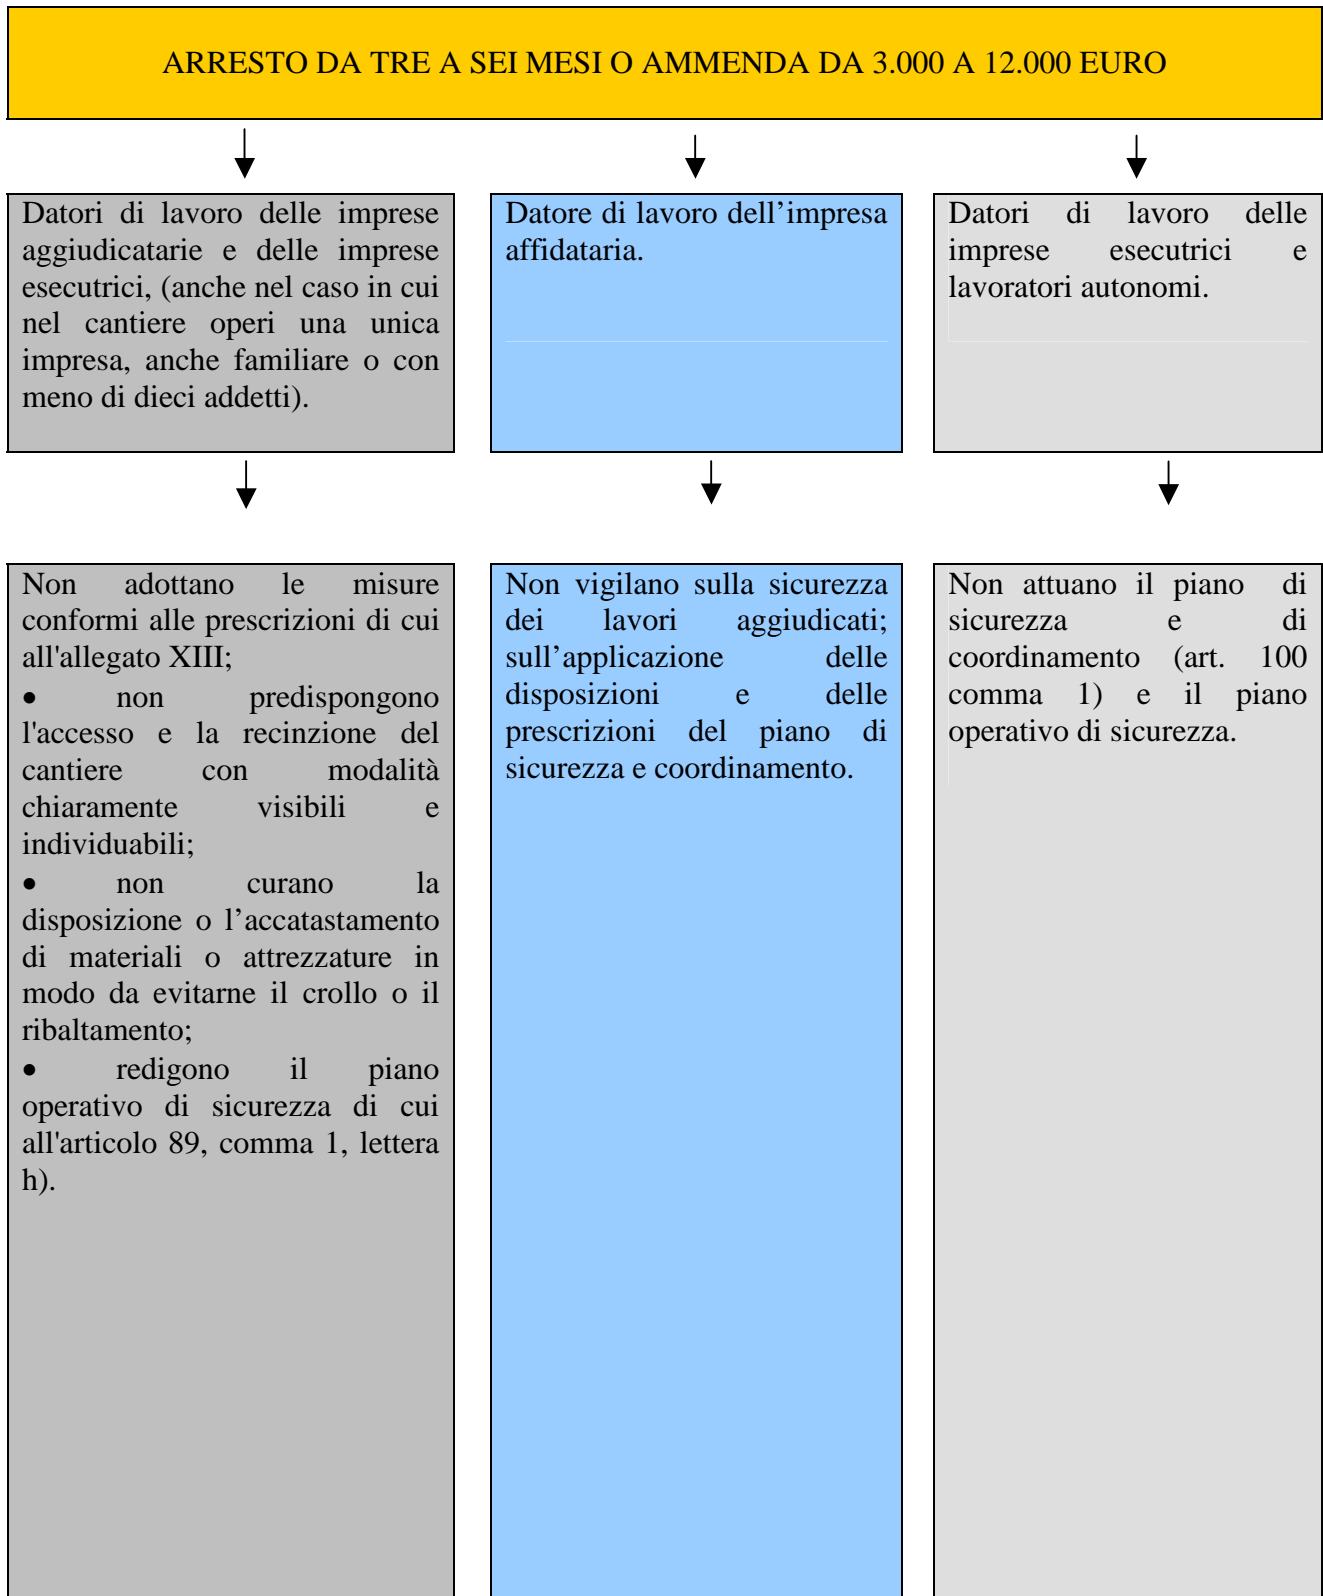 ARRESTO DA TRE A SEI MESI O AMMENDA DA 3.000 A 12.000 EURO
Datori di lavoro delle imprese
aggiudicatarie e delle imprese
esecutrici, (anche nel caso in cui
nel cantiere operi una unica
impresa, anche familiare o con
meno di dieci addetti).
Datore di lavoro dell’impresa
affidataria.
Datori di lavoro delle
imprese esecutrici e
lavoratori autonomi.
Non adottano le misure
conformi alle prescrizioni di cui
all'allegato XIII;
• non predispongono
l'accesso e la recinzione del
cantiere con modalità
chiaramente visibili e
individuabili;
• non curano la
disposizione o l’accatastamento
di materiali o attrezzature in
modo da evitarne il crollo o il
ribaltamento;
• redigono il piano
operativo di sicurezza di cui
all'articolo 89, comma 1, lettera
h).
Non vigilano sulla sicurezza
dei lavori aggiudicati;
sull’applicazione delle
disposizioni e delle
prescrizioni del piano di
sicurezza e coordinamento.
Non attuano il piano di
sicurezza e di
coordinamento (art. 100
comma 1) e il piano
operativo di sicurezza.